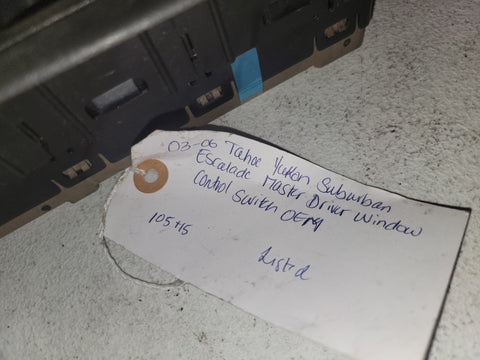 03-06 Tahoe Yukon Suburban
Escalade Master Driver Window
Control Switch OEM
105+15
Listed